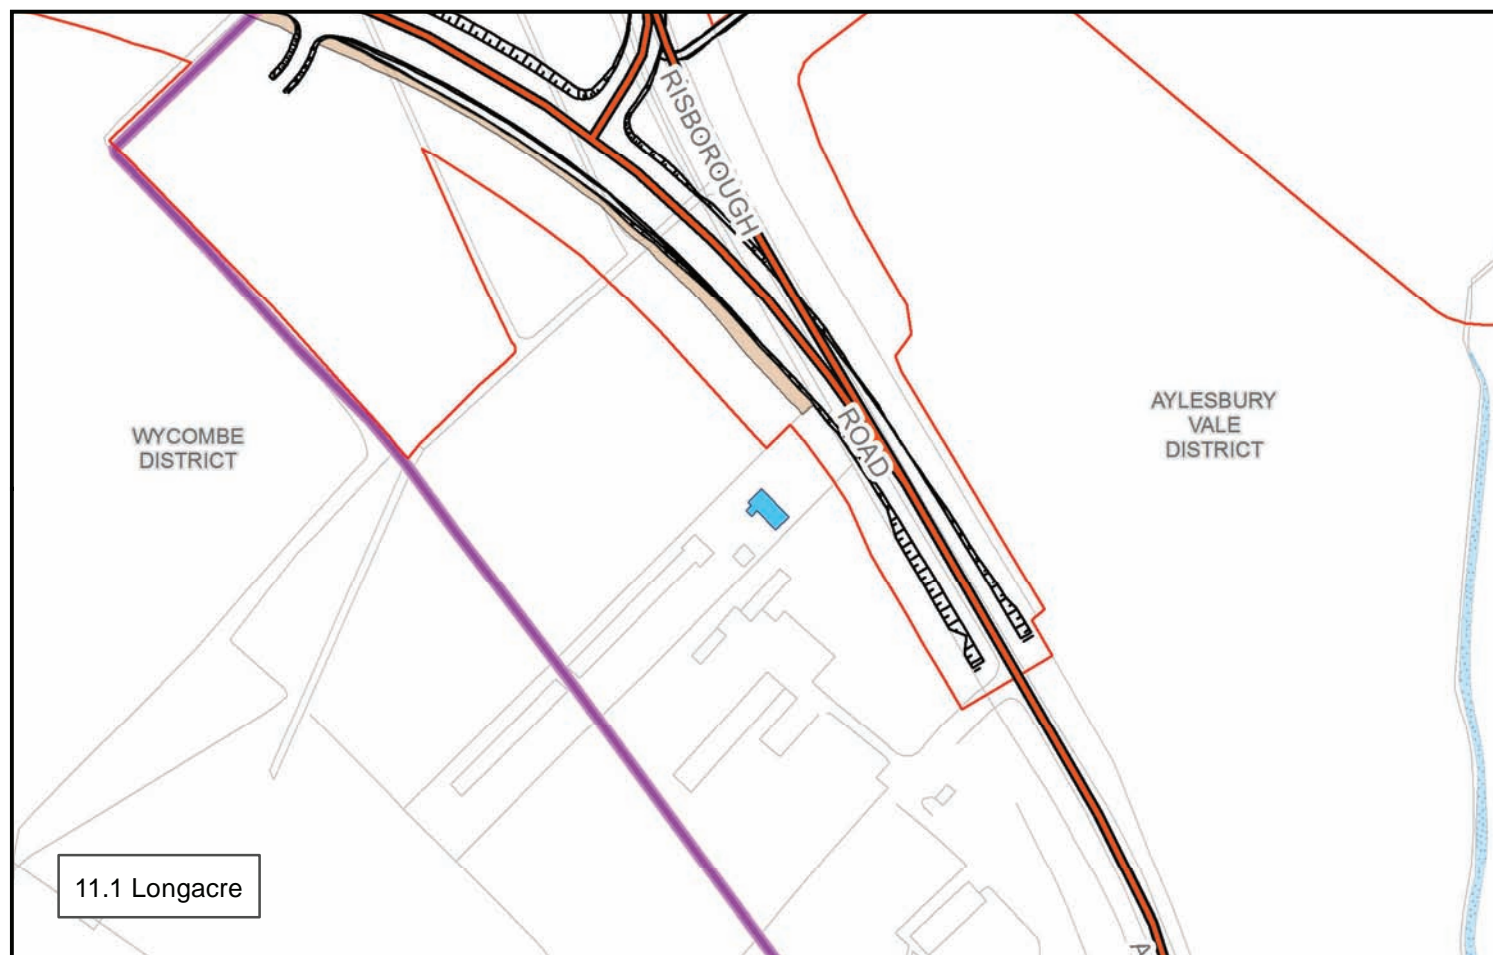 RISBOROUGH
ROAD
AYLESBURY
VALE
DISTRICT
WYCOMBE
DISTRICT
11.1 Longacre
A